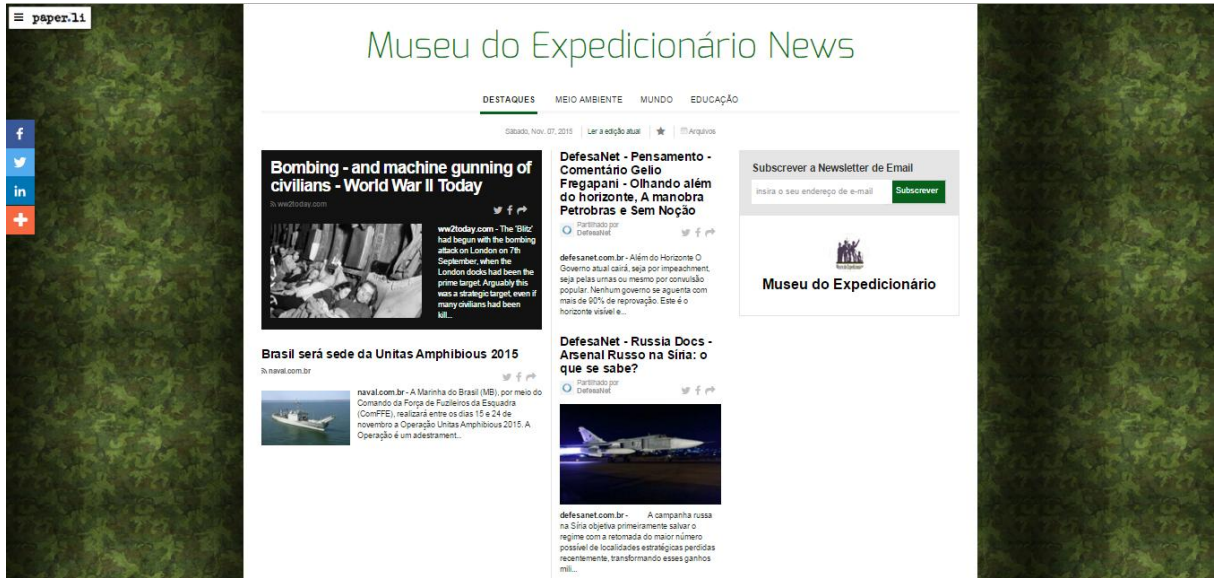 ≡ paper.li
Museu do Expedicionário News
DESTAQUES MEIO AMBIENTE MUNDO EDUCAÇÃO
Sábado, Nov. 07, 2015 Ler a edição atual Arquivos
Bombing - and machine gunning of
civilians - World War II Today
ww2today.com
ww2today.com - The 'Blitz'
had begun with the bombing
attack on London on 7th
September, when the
London docks had been the
prime target. Arguably this
was a strategic target, even if
many civilians had been
kill...
Brasil será sede da Unitas Amphibious 2015
naval.com.br
naval.com.br - A Marinha do Brasil (MB), por meio do
Comando da Força de Fuzileiros da Esquadra
(ComFFE), realizará entre os dias 15 e 24 de
novembro a Operação Unitas Amphibious 2015. A
Operação é um adestrament...
DefesaNet - Pensamento -
Comentário Gelio
Fregapani - Olhando além
do horizonte, A manobra
Petrobras e Sem Noção
Partilhado por
DefesaNet
defesanet.com.br - Além do Horizonte O
Governo atual cairá, seja por impeachment,
seja pelas urnas ou mesmo por convulsão
popular. Nenhum governo se aguenta com
mais de 90% de reprovação. Este é o
horizonte visível e...
DefesaNet - Russia Docs -
Arsenal Russo na Síria: o
que se sabe?
Partilhado por
DefesaNet
defesanet.com.br - A campanha russa
na Síria objetiva primeiramente salvar o
regime com a retomada do maior número
possível de localidades estratégicas perdidas
recentemente, transformando esses ganhos
mili...
Subscrever a Newsletter de Email
insira o seu endereço de e-mail Subscrever
Museu do Expedicionário